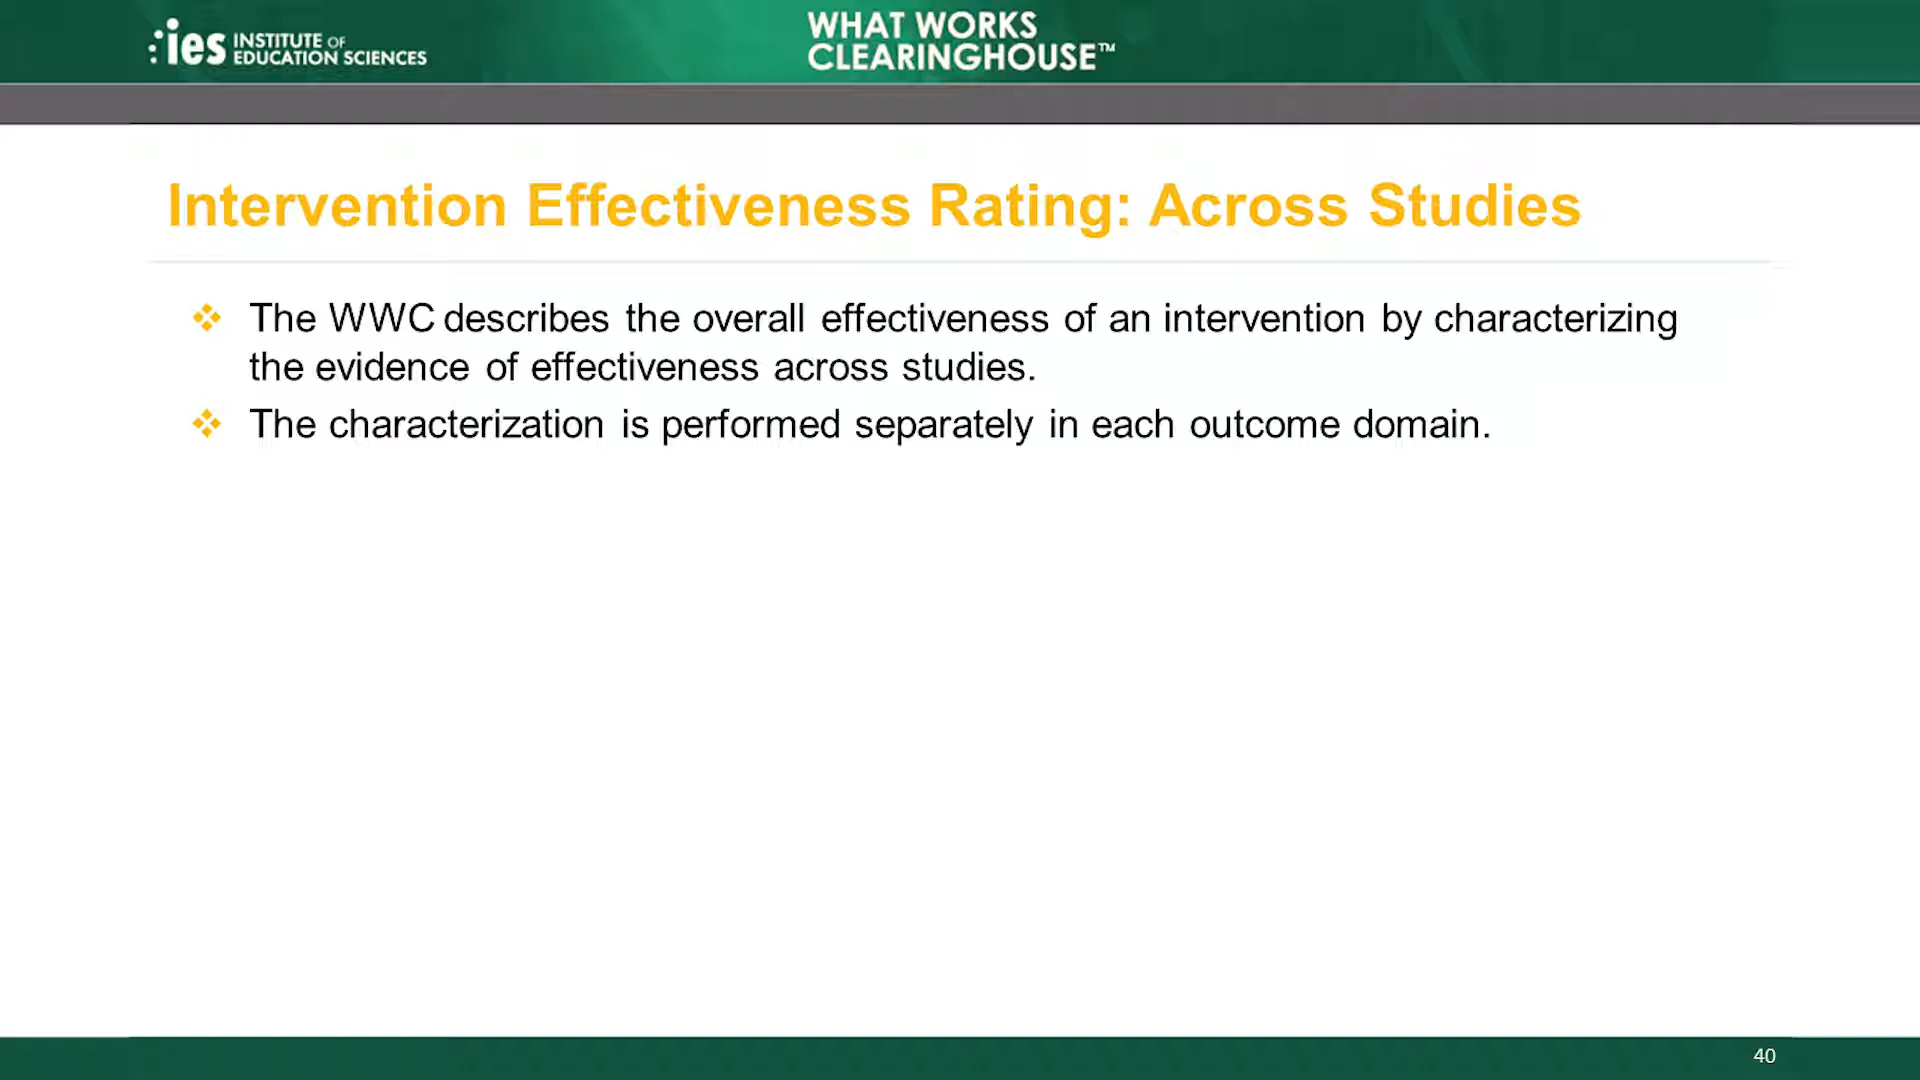 ies INSTITUTE OF
EDUCATION SCIENCES
WHAT WORKS
CLEARINGHOUSE™
Intervention Effectiveness Rating: Across Studies
The WWC describes the overall effectiveness of an intervention by characterizing
the evidence of effectiveness across studies.
The characterization is performed separately in each outcome domain.
40